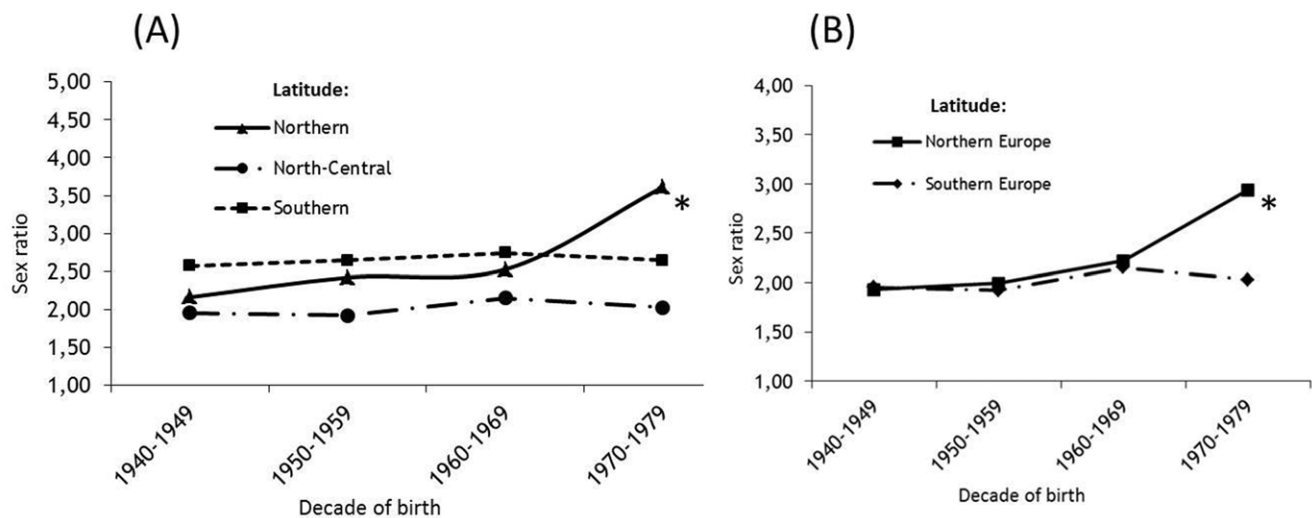 (A)
Sex ratio
5,00
4,50
4,00
3,50
3,00
2,50
2,00
1,50
1,00
Latitude:
Northern
North-Central
Southern
*
1940-1949
1950-1959
1960-1969
1970-1979
Decade of birth
(B)
Sex ratio
4,00
3,50
3,00
2,50
2,00
1,50
1,00
Latitude:
Northern Europe
Southern Europe
*
1940-1949
1950-1959
1960-1969
1970-1979
Decade of birth